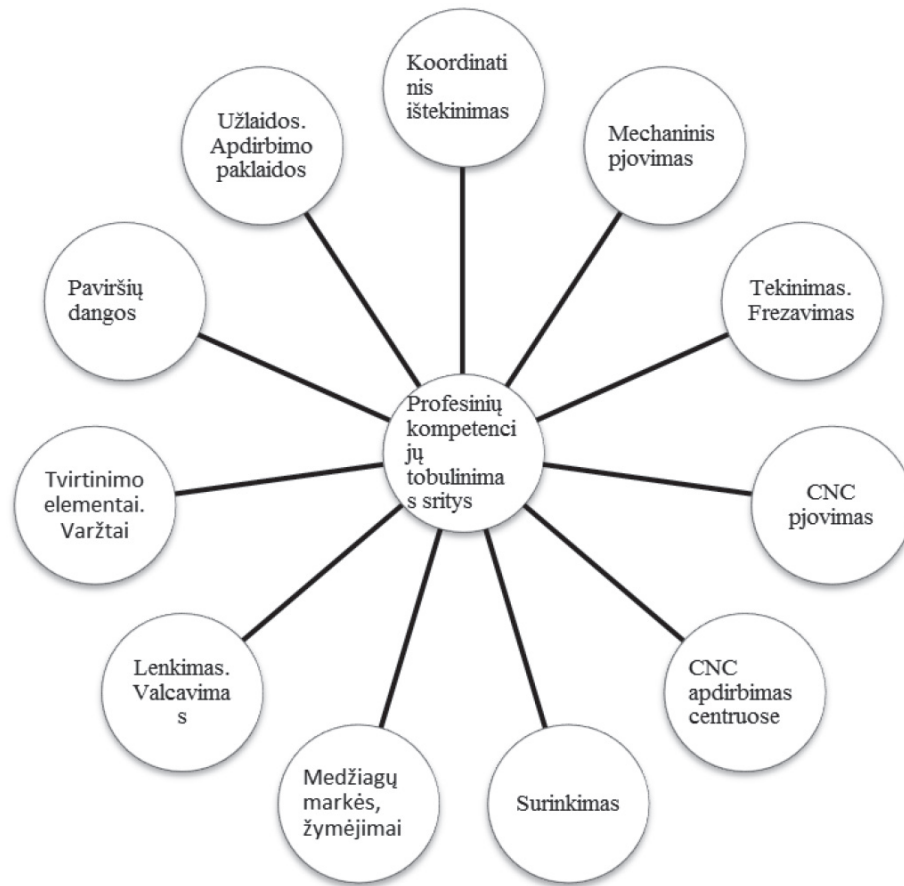 Koordinati
nis
ištekinimas
Mechaninis
pjovimas
Tekinimas.
Frezavimas
CNC
pjovimas
CNC
apdirbimas
centruose
Surinkimas
Medžiagų
markės,
žymėjimai
Lenkimas.
Valcavima
s
Tvirtinimo
elementai.
Varžtai
Paviršių
dangos
Užlaidos.
Apdirbimo
paklaidos
Profesinių
kompetenci
jų
tobulinima
s sritys